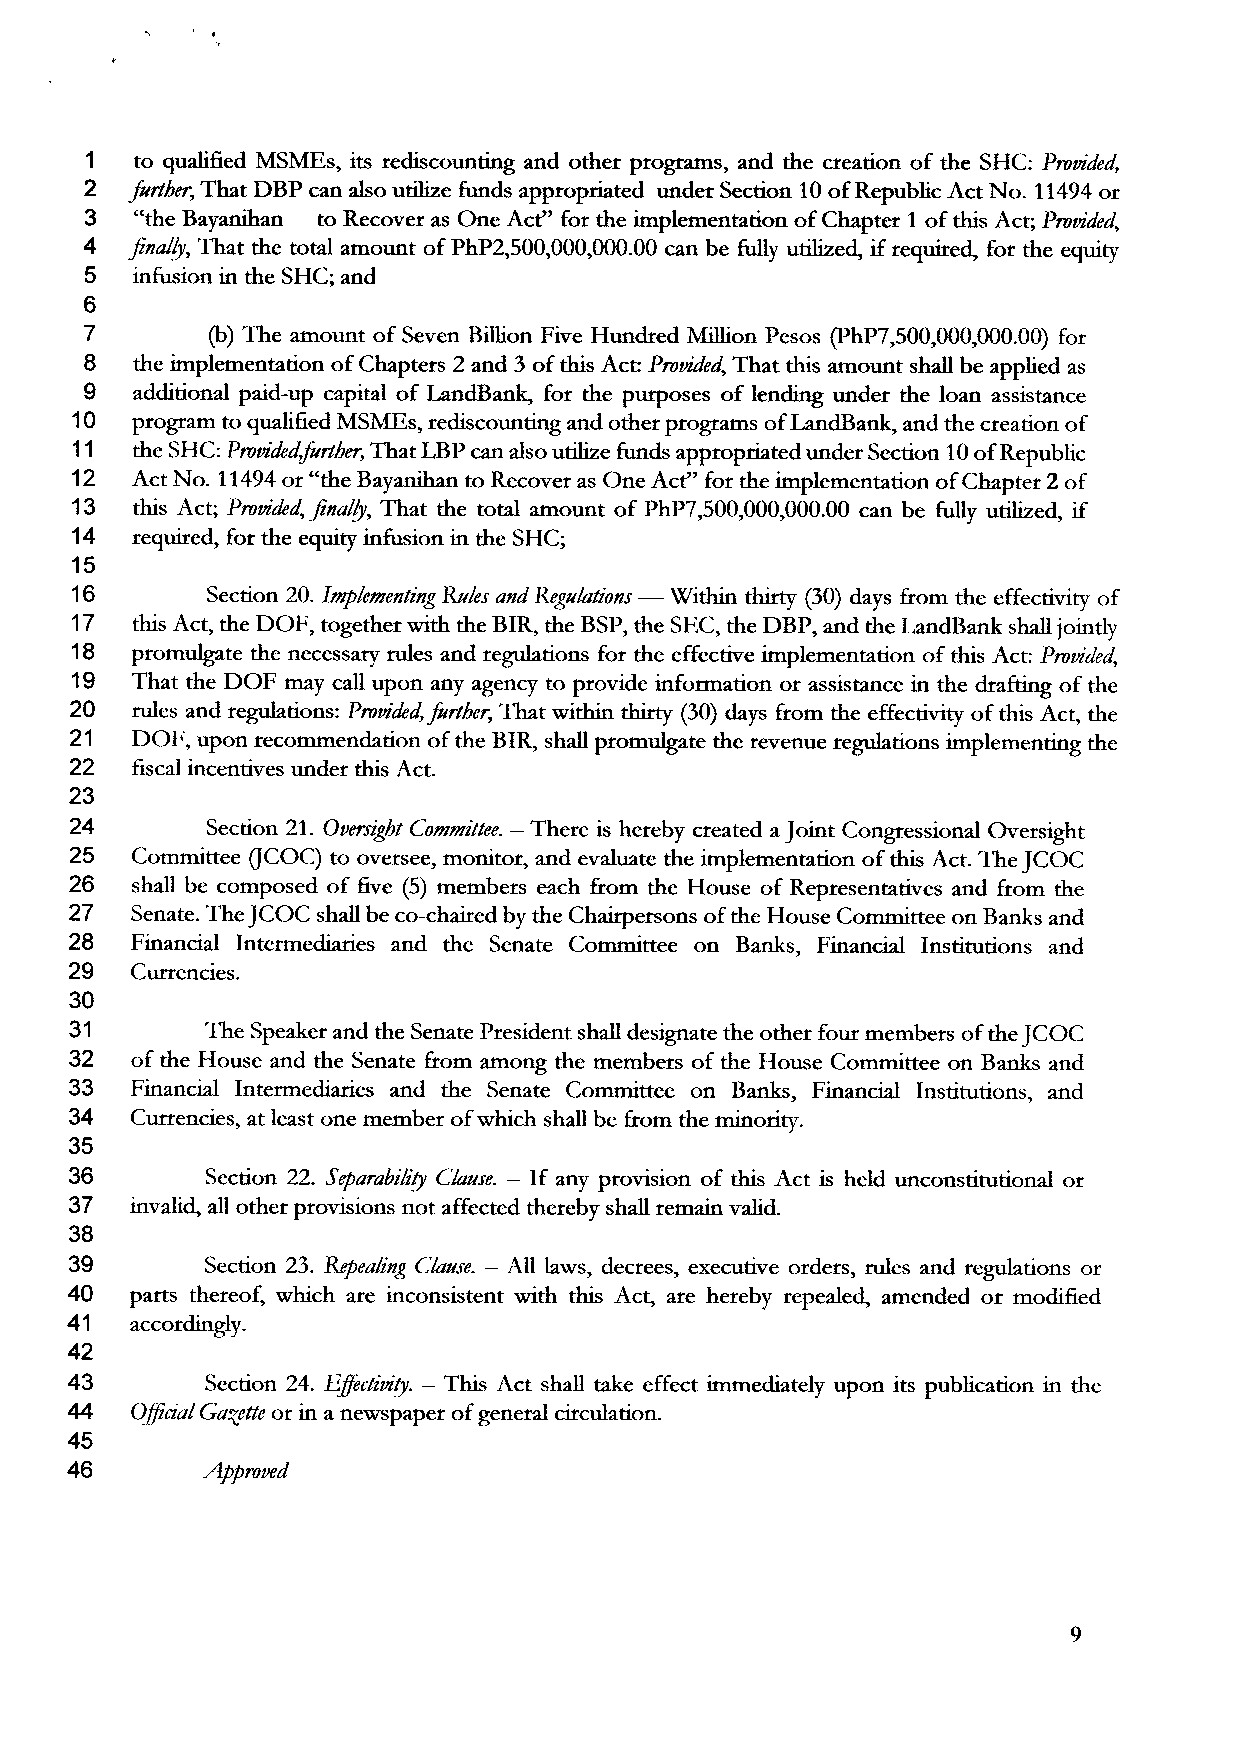 1 to qualified MSMEs, its rediscounting and other programs, and the creation of the SHC: Provided,
2 further, That DBP can also utilize funds appropriated under Section 10 of Republic Act No. 11494 or
3 "the Bayanihan to Recover as One Act" for the implementation of Chapter 1 of this Act; Provided,
4 finally, That the total amount of PhP2,500,000,000.00 can be fully utilized, if required, for the equity
5 infusion in the SHC; and
6
7 (b) The amount of Seven Billion Five Hundred Million Pesos (PhP7,500,000,000.00) for
8 the implementation of Chapters 2 and 3 of this Act: Provided, That this amount shall be applied as
9 additional paid-up capital of LandBank, for the purposes of lending under the loan assistance
10 program to qualified MSMEs, rediscounting and other programs of LandBank, and the creation of
11 the SHC: Provided,further, That LBP can also utilize funds appropriated under Section 10 of Republic
12 Act No. 11494 or "the Bayanihan to Recover as One Act" for the implementation of Chapter 2 of
13 this Act; Provided, finally, That the total amount of PhP7,500,000,000.00 can be fully utilized, if
14 required, for the equity infusion in the SHC;
15
16 Section 20. Implementing Rules and Regulations — Within thirty (30) days from the effectivity of
17 this Act, the DOF, together with the BIR, the BSP, the SEC, the DBP, and the LandBank shall jointly
18 promulgate the necessary rules and regulations for the effective implementation of this Act: Provided,
19 That the DOF may call upon any agency to provide information or assistance in the drafting of the
20 rules and regulations: Provided, further, That within thirty (30) days from the effectivity of this Act, the
21 DOF, upon recommendation of the BIR, shall promulgate the revenue regulations implementing the
22 fiscal incentives under this Act.
23
24 Section 21. Oversight Committee. – There is hereby created a Joint Congressional Oversight
25 Committee (JCOC) to oversee, monitor, and evaluate the implementation of this Act. The JCOC
26 shall be composed of five (5) members each from the House of Representatives and from the
27 Senate. The JCOC shall be co-chaired by the Chairpersons of the House Committee on Banks and
28 Financial Intermediaries and the Senate Committee on Banks, Financial Institutions and
29 Currencies.
30
31 The Speaker and the Senate President shall designate the other four members of the JCOC
32 of the House and the Senate from among the members of the House Committee on Banks and
33 Financial Intermediaries and the Senate Committee on Banks, Financial Institutions, and
34 Currencies, at least one member of which shall be from the minority.
35
36 Section 22. Separability Clause. – If any provision of this Act is held unconstitutional or
37 invalid, all other provisions not affected thereby shall remain valid.
38
39 Section 23. Repealing Clause. – All laws, decrees, executive orders, rules and regulations or
40 parts thereof, which are inconsistent with this Act, are hereby repealed, amended or modified
41 accordingly.
42
43 Section 24. Effectivity. – This Act shall take effect immediately upon its publication in the
44 Official Gazette or in a newspaper of general circulation.
45
46 Approved
9